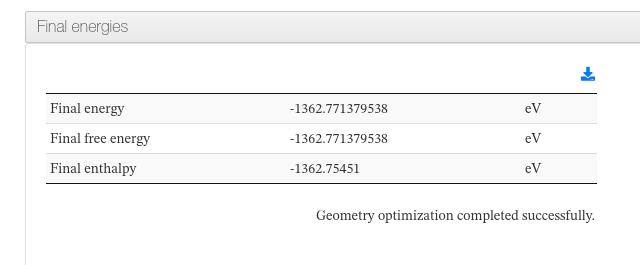 Final energies
Final energy -1362.771379538 eV
Final free energy -1362.771379538 eV
Final enthalpy -1362.75451 eV
Geometry optimization completed successfully.